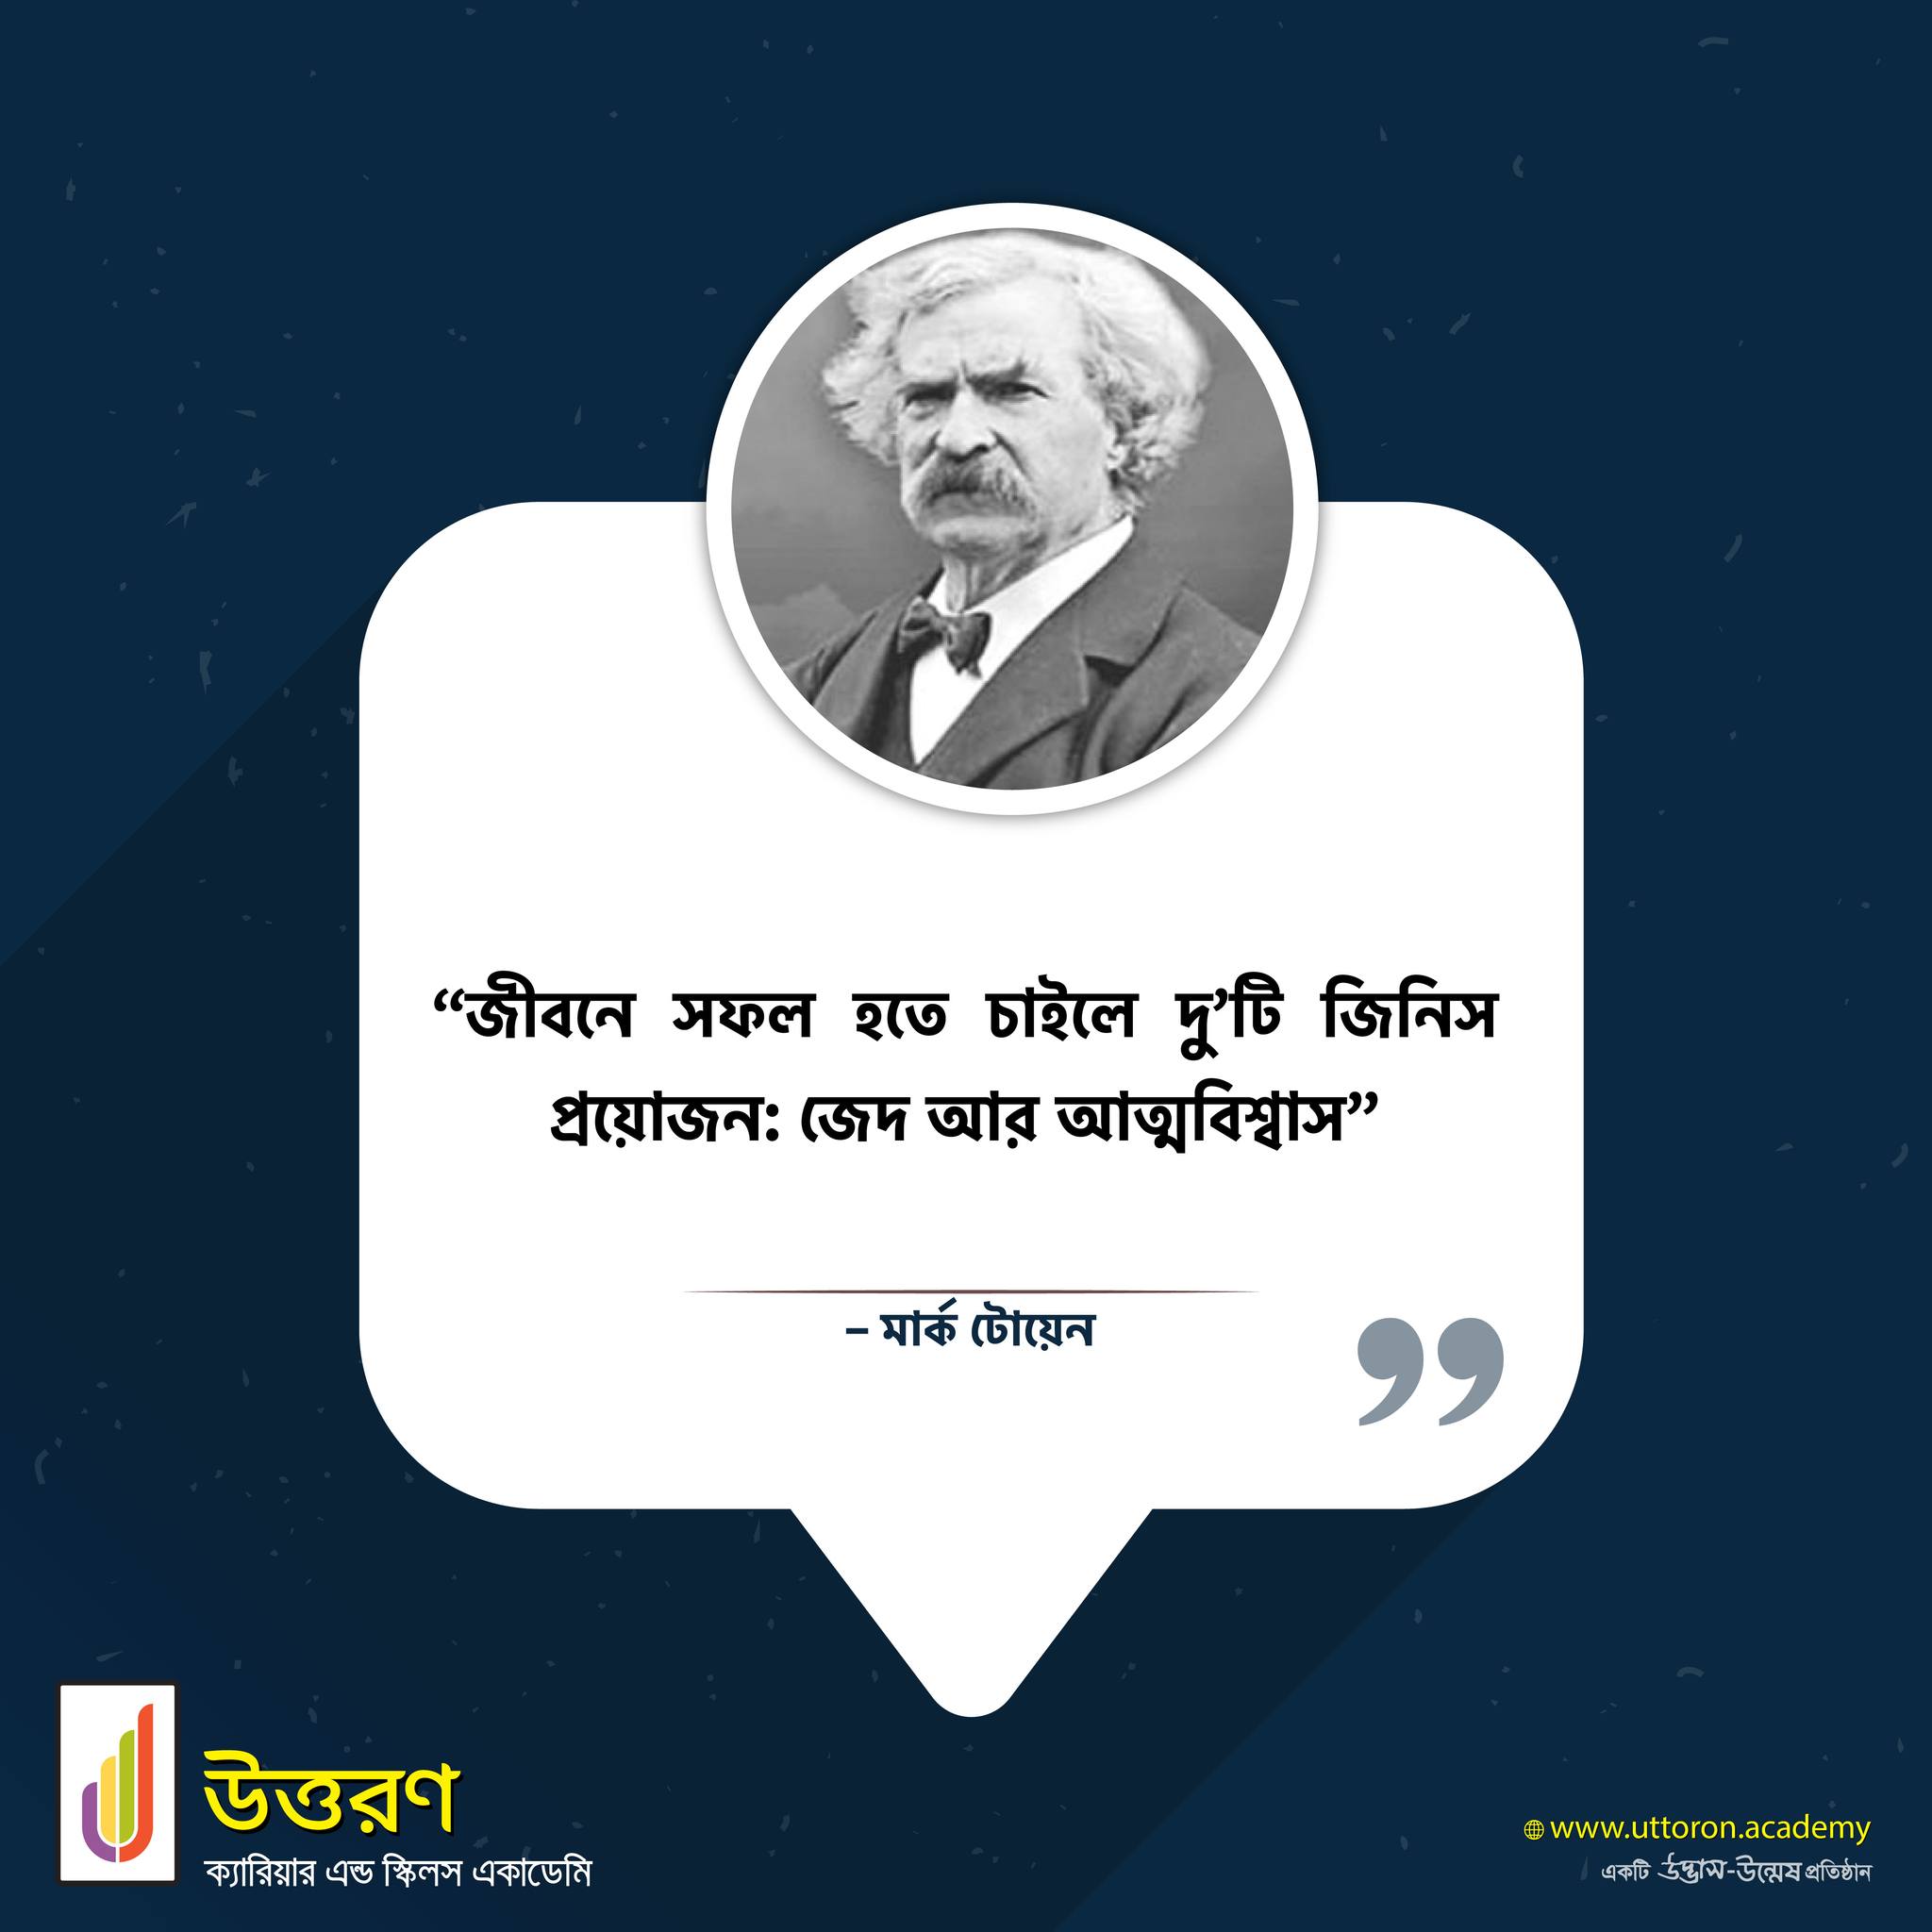 “জীবনে সফল হতে চাইলে দু’টি জিনিস
প্রয়োজন: জেদ আর আত্মবিশ্বাস”
– মার্ক টোয়েন
উত্তরণ
ক্যারিয়ার এন্ড স্কিলস একাডেমি
www.uttoron.academy
একটি উদ্ভাস-উন্মেষ প্রতিষ্ঠান